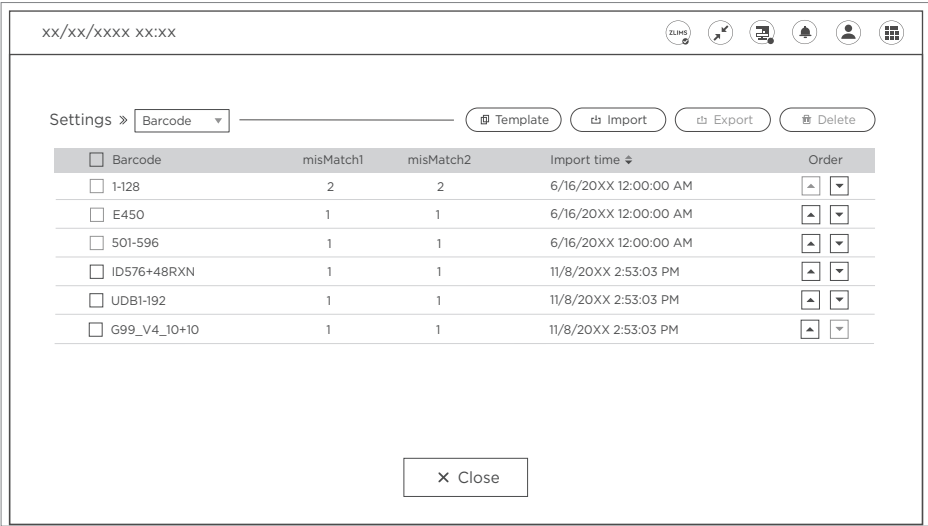 xx/xx/xxxx xx:xx ZLIMS
Settings » Barcode Template Import Export Delete
Barcode misMatch1 misMatch2 Import time Order
1-128 2 2 6/16/20XX 12:00:00 AM
E450 1 1 6/16/20XX 12:00:00 AM
501-596 1 1 6/16/20XX 12:00:00 AM
ID576+48RXN 1 1 11/8/20XX 2:53:03 PM
UDB1-192 1 1 11/8/20XX 2:53:03 PM
G99_V4_10+10 1 1 11/8/20XX 2:53:03 PM
× Close